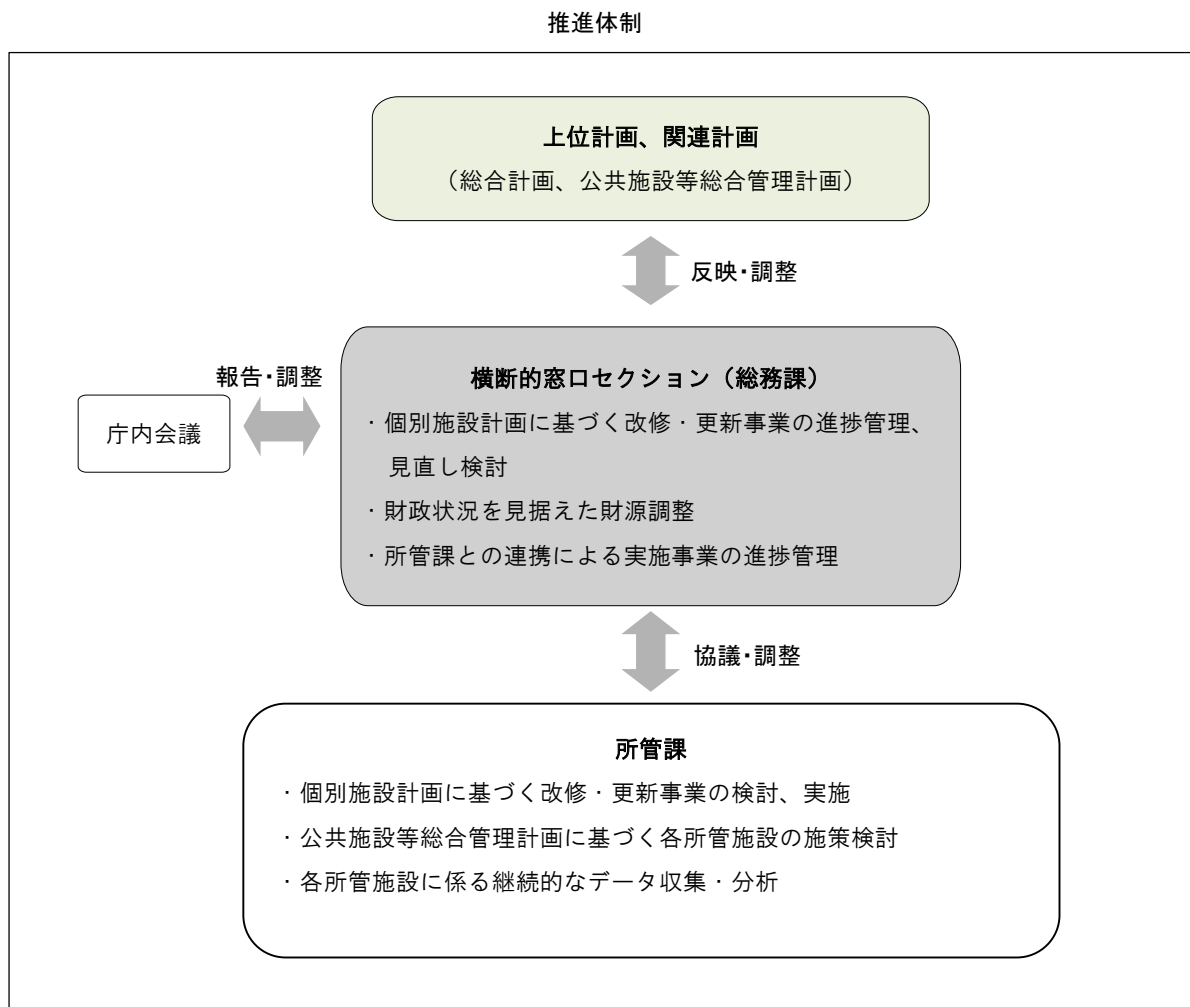 推進体制
上位計画、関連計画
（総合計画、公共施設等総合管理計画）
反映・調整
報告・調整
庁内会議
横断的窓口セクション（総務課）
・個別施設計画に基づく改修・更新事業の進捗管理、
見直し検討
・財政状況を見据えた財源調整
・所管課との連携による実施事業の進捗管理
協議・調整
所管課
・個別施設計画に基づく改修・更新事業の検討、実施
・公共施設等総合管理計画に基づく各所管施設の施策検討
・各所管施設に係る継続的なデータ収集・分析